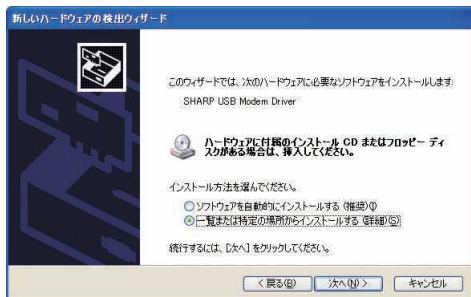 新しいハードウェアの検出ウィザード
このウィザードでは、次のハードウェアに必要なソフトウェアをインストールします:
SHARP USB Modem Driver
ハードウェアに付属のインストール CD またはフロッピー ディ
スクがある場合は、挿入してください。
インストール方法を選んでください。
ソフトウェアを自動的にインストールする (推奨)(I)
一覧または特定の場所からインストールする (詳細)(S)
続行するには、[次へ] をクリックしてください。
< 戻る(B) 次へ(N) > キャンセル